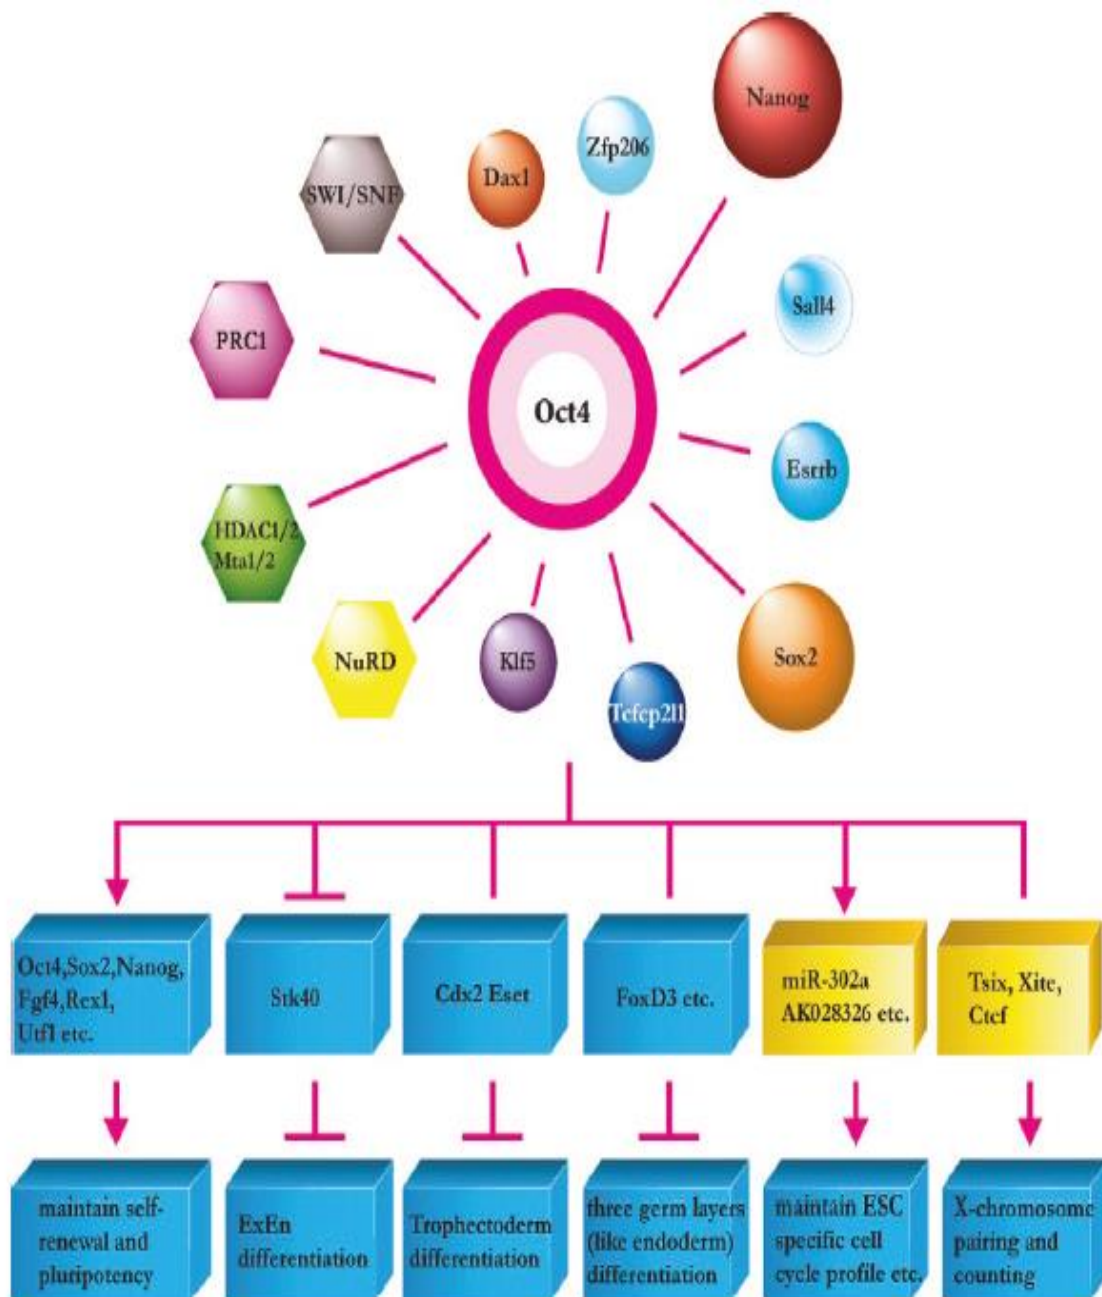 Nanog
Zfp206
Dax1
SWI/SNF
Sall4
PRC1
Oct4
Esrrb
HDAC1/2
Mta1/2
NuRD
Klf5
Sox2
Tcfcp2l1
Oct4,Sox2,Nanog,
Fgf4,Rex1,
Utf1 etc.
Stk40
Cdx2 Eset
FoxD3 etc.
miR-302a
AK028326 etc.
Tsix, Xite,
Ctcf
maintain self-
renewal and
pluripotency
ExEn
differentiation
Trophectoderm
differentiation
three germ layers
(like endoderm)
differentiation
maintain ESC
specific cell
cycle profile etc.
X-chromosome
pairing and
counting